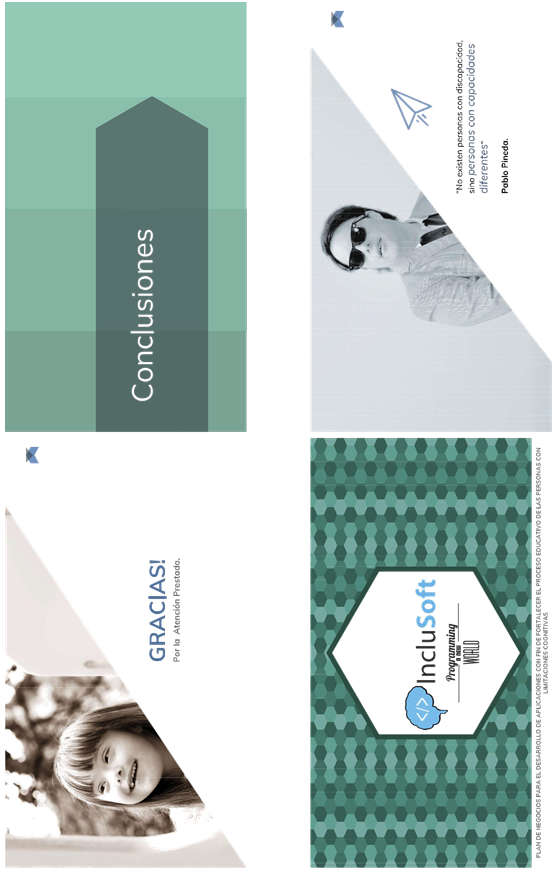 Conclusiones
"No existen personas con discapacidad,
sino personas con capacidades
diferentes"
Pablo Pineda.
GRACIAS!
Por la Atención Prestada.
</>
IncluSoft
Programming
WORLD
PLAN DE NEGOCIOS PARA EL DESARROLLO DE APLICACIONES CON FIN DE FORTALECER EL PROCESO EDUCATIVO DE LAS PERSONAS CON
LIMITACIONES COGNITIVAS